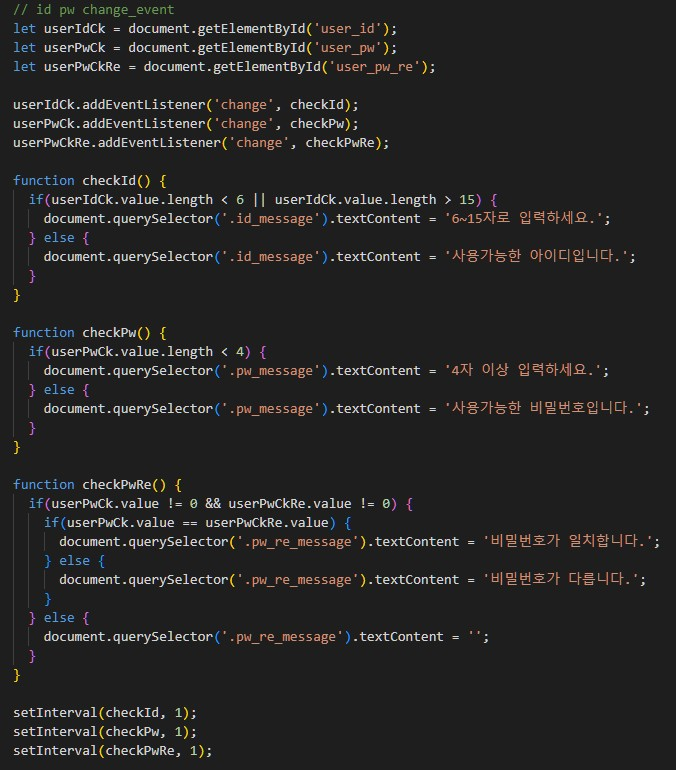 // id pw change_event
let userIdCk = document.getElementById('user_id');
let userPwCk = document.getElementById('user_pw');
let userPwCkRe = document.getElementById('user_pw_re');

userIdCk.addEventListener('change', checkId);
userPwCk.addEventListener('change', checkPw);
userPwCkRe.addEventListener('change', checkPwRe);

function checkId() {
  if(userIdCk.value.length < 6 || userIdCk.value.length > 15) {
    document.querySelector('.id_message').textContent = '6~15자로 입력하세요.';
  } else {
    document.querySelector('.id_message').textContent = '사용가능한 아이디입니다.';
  }
}

function checkPw() {
  if(userPwCk.value.length < 4) {
    document.querySelector('.pw_message').textContent = '4자 이상 입력하세요.';
  } else {
    document.querySelector('.pw_message').textContent = '사용가능한 비밀번호입니다.';
  }
}

function checkPwRe() {
  if(userPwCk.value != 0 && userPwCkRe.value != 0) {
    if(userPwCk.value == userPwCkRe.value) {
      document.querySelector('.pw_re_message').textContent = '비밀번호가 일치합니다.';
    } else {
      document.querySelector('.pw_re_message').textContent = '비밀번호가 다릅니다.';
    }
  } else {
    document.querySelector('.pw_re_message').textContent = '';
  }
}

setInterval(checkId, 1);
setInterval(checkPw, 1);
setInterval(checkPwRe, 1);